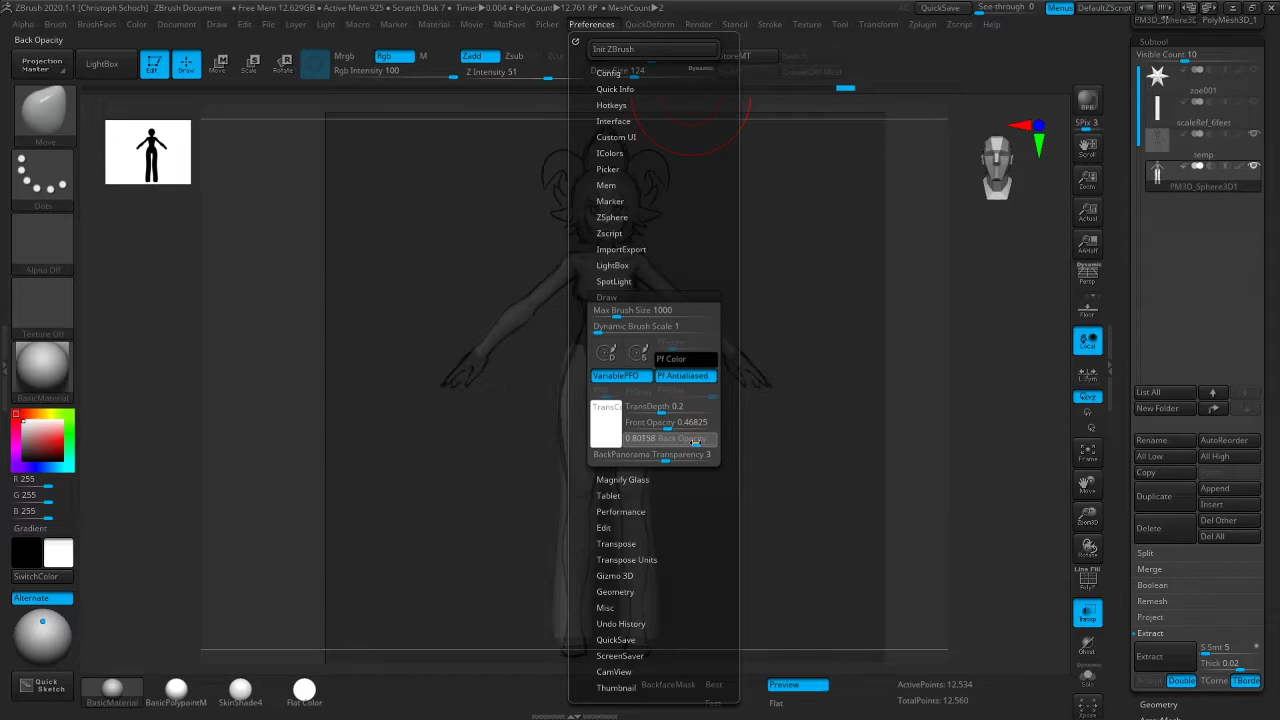 ZBrush 2020.1.1 [Christoph Schoch] ZBrush Document • Free Mem 12.629GB • Active Mem 925 • Scratch Disk 7 • Timer▶0.004 • PolyCount▶12.761 KP • MeshCount▶2
QuickSave See-through 0 Menus DefaultZScript
Alpha Brush BrushFavs Color Document Draw Edit File Layer Light Macro Marker Material MatFavs Movie Picker Preferences QuickDeform Render Stencil Stroke Texture Tool Transform Zplugin Zscript Help
Back Opacity
Projection Master
LightBox
Edit
Draw
Move
Scale
Rotate
Mrgb Rgb M
Rgb Intensity 100
Zadd Zsub
Z Intensity 51
Dynamic
Switch
Move
Dots
Alpha Off
Texture Off
BasicMaterial
R 255
G 255
B 255
Gradient
SwitchColor
Alternate
Quick Sketch
BasicMaterial
BasicPolypaintM
SkinShade4
Flat Color
Init ZBrush
Config
Quick Info
Hotkeys
Interface
Custom UI
IColors
Picker
Mem
Marker
ZSphere
Zscript
ImportExport
LightBox
SpotLight
Draw
Max Brush Size 1000
Dynamic Brush Scale 1
D S
Pf Color
VariablePFO Pf Antialiased
TransDepth 0.2
Front Opacity 0.46825
0.80158 Back Opacity
BackPanorama Transparency 3
Magnify Glass
Tablet
Performance
Edit
Transpose
Transpose Units
Gizmo 3D
Geometry
Misc
Undo History
QuickSave
ScreenSaver
CamView
Thumbnail
BackfaceMask Best
Preview
Flat
ActivePoints: 12,534
TotalPoints: 12,560
BPR
SPix 3
Scroll
Zoom
Actual
AAHalf
Dynamic
Persp
Floor
Local
L.Sym
Xyz
Frame
Move
Zoom3D
Rotate
Line Fill
PolyF
Transp
Ghost
Dynamic
Solo
Xpose
PM3D_Sphere3D PolyMesh3D_1
Subtool
Visible Count 10
zoe001
scaleRef_6feet
temp
PM3D_Sphere3D1
List All
New Folder
Rename AutoReorder
All Low All High
Copy
Duplicate Append
Insert
Delete Del Other
Del All
Split
Merge
Boolean
Remesh
Project
Extract
Extract S Smt 5
Thick 0.02
Double TCorne TBorde
Geometry